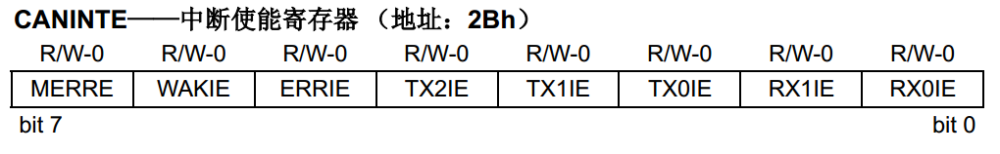 CANINTE——中断使能寄存器 （地址：2Bh）
R/W-0 R/W-0 R/W-0 R/W-0 R/W-0 R/W-0 R/W-0 R/W-0
MERRE WAKIE ERRIE TX2IE TX1IE TX0IE RX1IE RX0IE
bit 7 bit 0